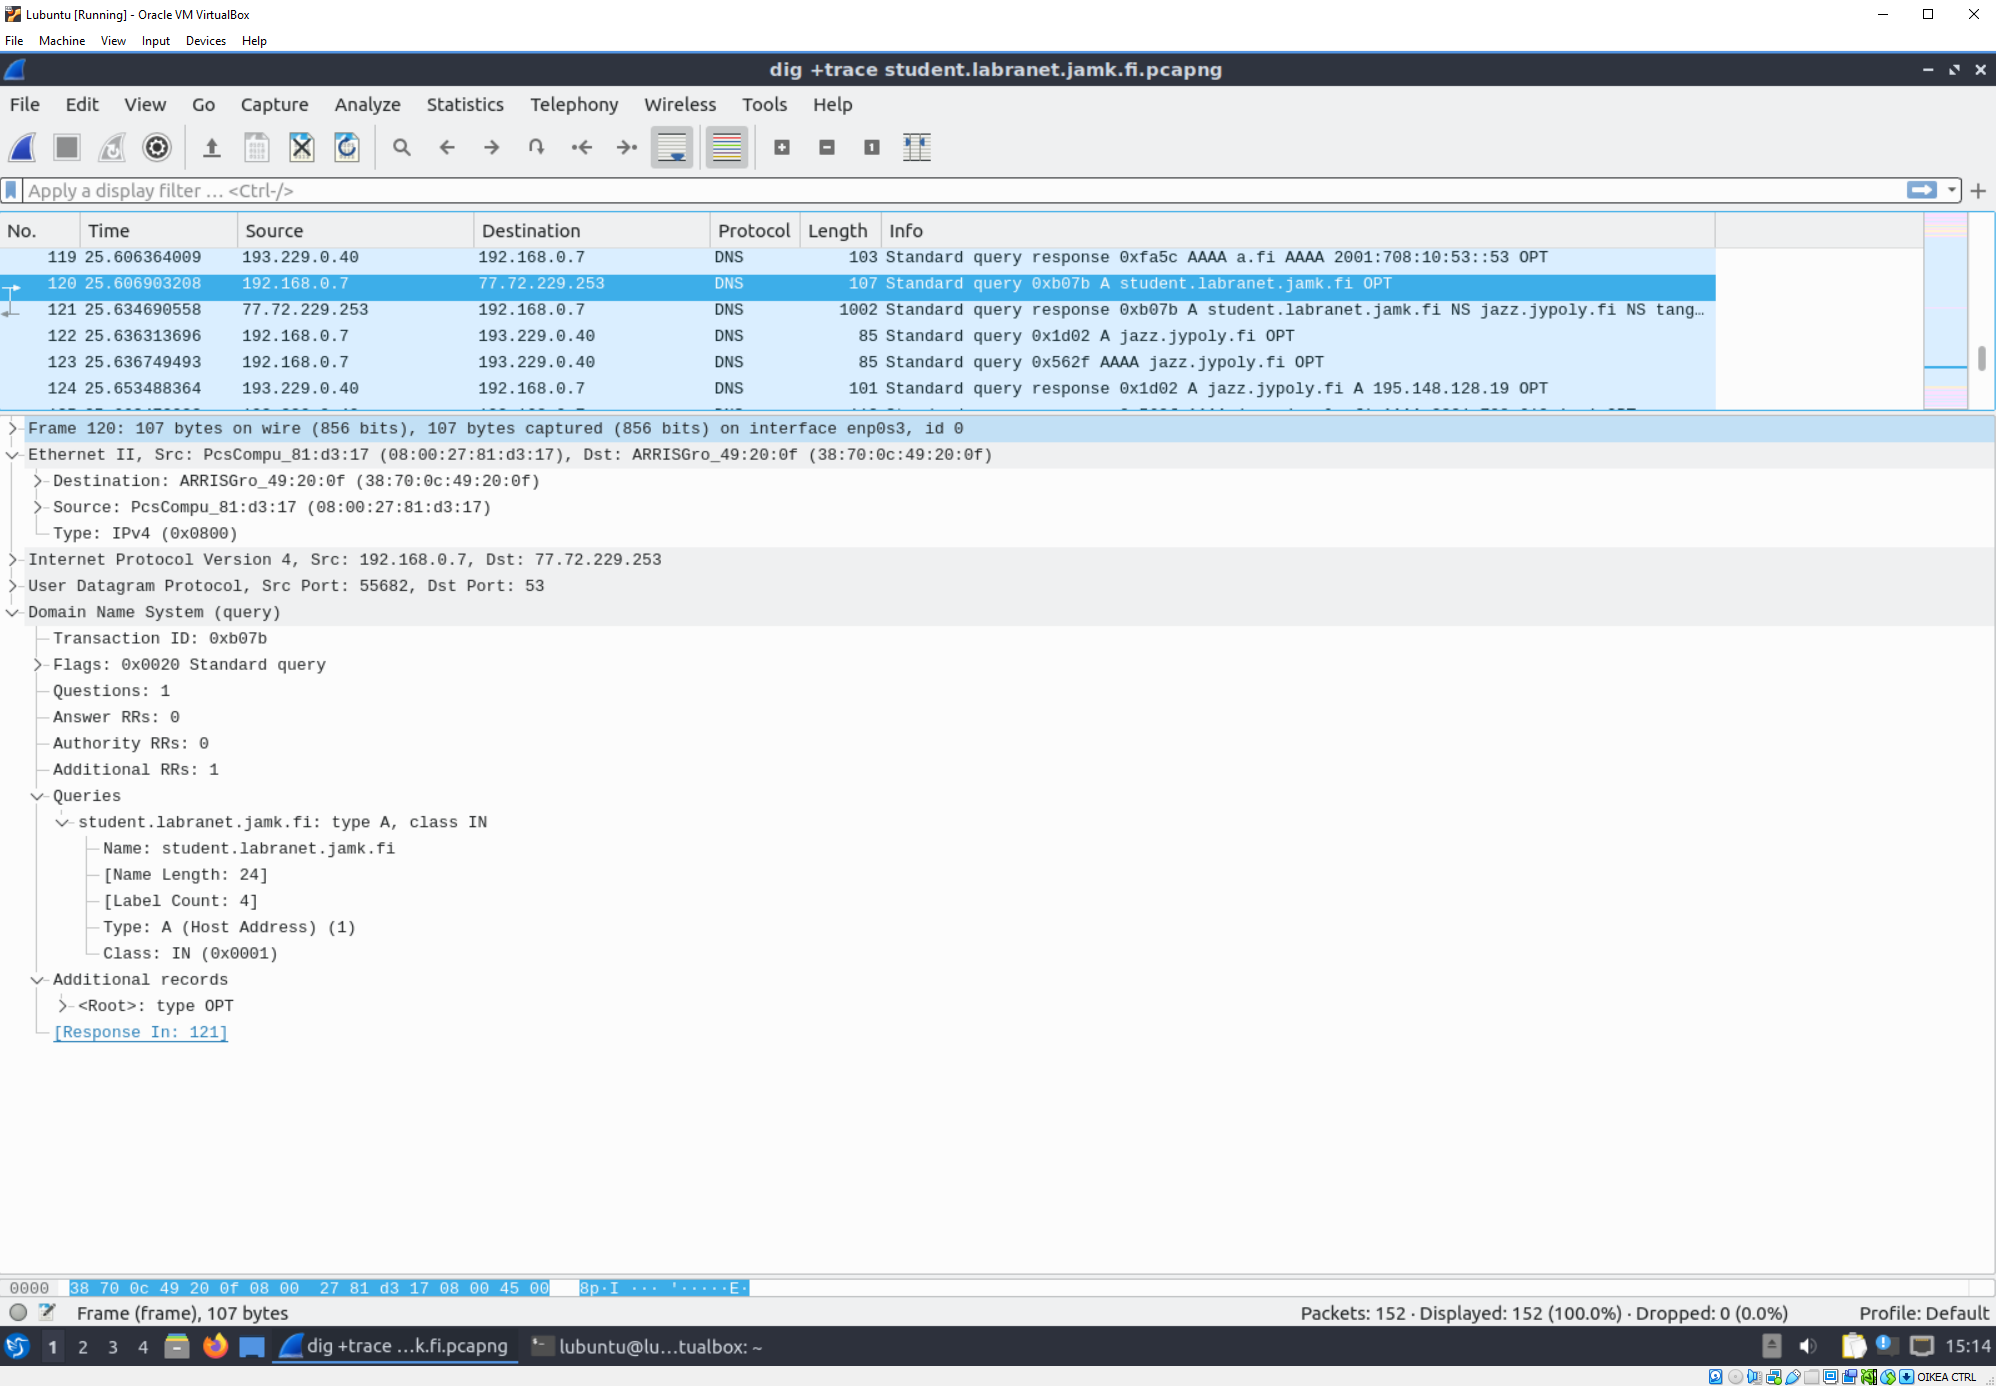 Lubuntu [Running] - Oracle VM VirtualBox
File Machine View Input Devices Help
dig +trace student.labranet.jamk.fi.pcapng
File Edit View Go Capture Analyze Statistics Telephony Wireless Tools Help
Apply a display filter … <Ctrl-/>
No. Time Source Destination Protocol Length Info
119 25.606364009 193.229.0.40 192.168.0.7 DNS 103 Standard query response 0xfa5c AAAA a.fi AAAA 2001:708:10:53::53 OPT
120 25.606903208 192.168.0.7 77.72.229.253 DNS 107 Standard query 0xb07b A student.labranet.jamk.fi OPT
121 25.634690558 77.72.229.253 192.168.0.7 DNS 1002 Standard query response 0xb07b A student.labranet.jamk.fi NS jazz.jypoly.fi NS tang…
122 25.636313696 192.168.0.7 193.229.0.40 DNS 85 Standard query 0x1d02 A jazz.jypoly.fi OPT
123 25.636749493 192.168.0.7 193.229.0.40 DNS 85 Standard query 0x562f AAAA jazz.jypoly.fi OPT
124 25.653488364 193.229.0.40 192.168.0.7 DNS 101 Standard query response 0x1d02 A jazz.jypoly.fi A 195.148.128.19 OPT
Frame 120: 107 bytes on wire (856 bits), 107 bytes captured (856 bits) on interface enp0s3, id 0
Ethernet II, Src: PcsCompu_81:d3:17 (08:00:27:81:d3:17), Dst: ARRISGro_49:20:0f (38:70:0c:49:20:0f)
Destination: ARRISGro_49:20:0f (38:70:0c:49:20:0f)
Source: PcsCompu_81:d3:17 (08:00:27:81:d3:17)
Type: IPv4 (0x0800)
Internet Protocol Version 4, Src: 192.168.0.7, Dst: 77.72.229.253
User Datagram Protocol, Src Port: 55682, Dst Port: 53
Domain Name System (query)
Transaction ID: 0xb07b
Flags: 0x0020 Standard query
Questions: 1
Answer RRs: 0
Authority RRs: 0
Additional RRs: 1
Queries
student.labranet.jamk.fi: type A, class IN
Name: student.labranet.jamk.fi
[Name Length: 24]
[Label Count: 4]
Type: A (Host Address) (1)
Class: IN (0x0001)
Additional records
<Root>: type OPT
[Response In: 121]
0000 38 70 0c 49 20 0f 08 00 27 81 d3 17 08 00 45 00 8p·I ··· '·····E·
Frame (frame), 107 bytes Packets: 152 · Displayed: 152 (100.0%) · Dropped: 0 (0.0%) Profile: Default
1 2 3 4 dig +trace ...k.fi.pcapng lubuntu@lu...tualbox: ~ 15:14
OIKEA CTRL